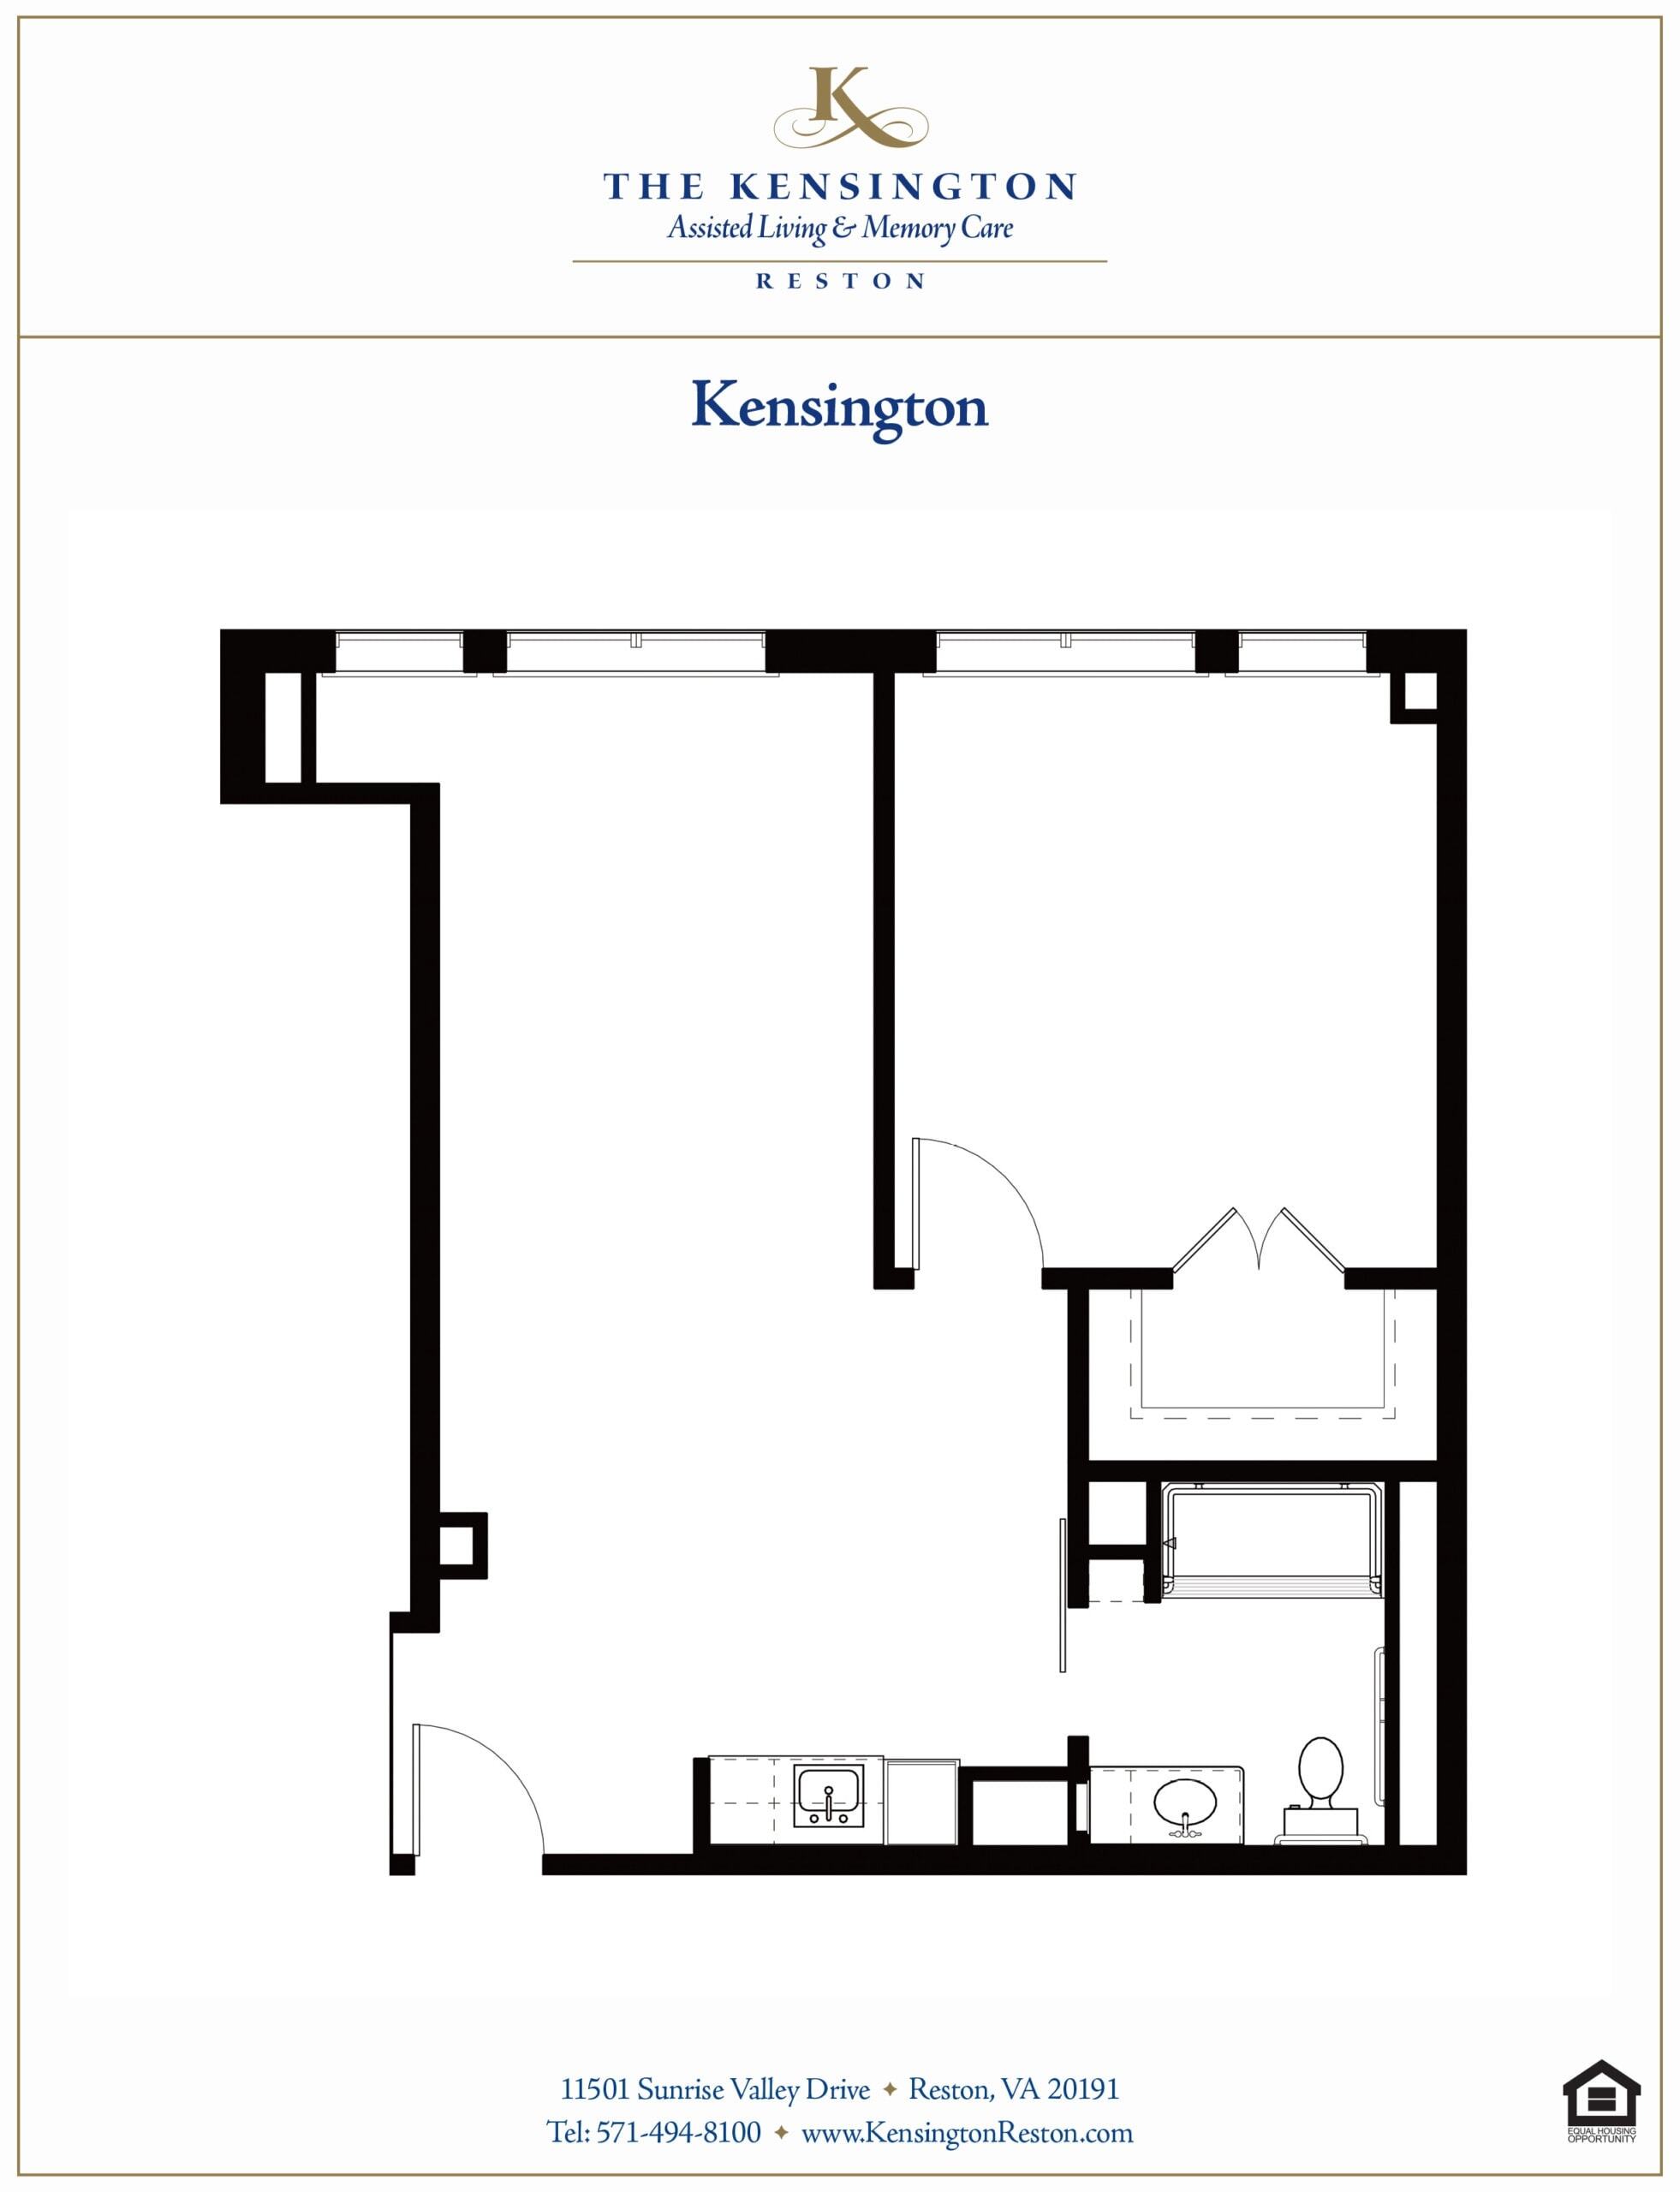 K
THE KENSINGTON
Assisted Living & Memory Care
RESTON
Kensington
11501 Sunrise Valley Drive ✦ Reston, VA 20191
Tel: 571-494-8100 ✦ www.KensingtonReston.com
EQUAL HOUSING
OPPORTUNITY